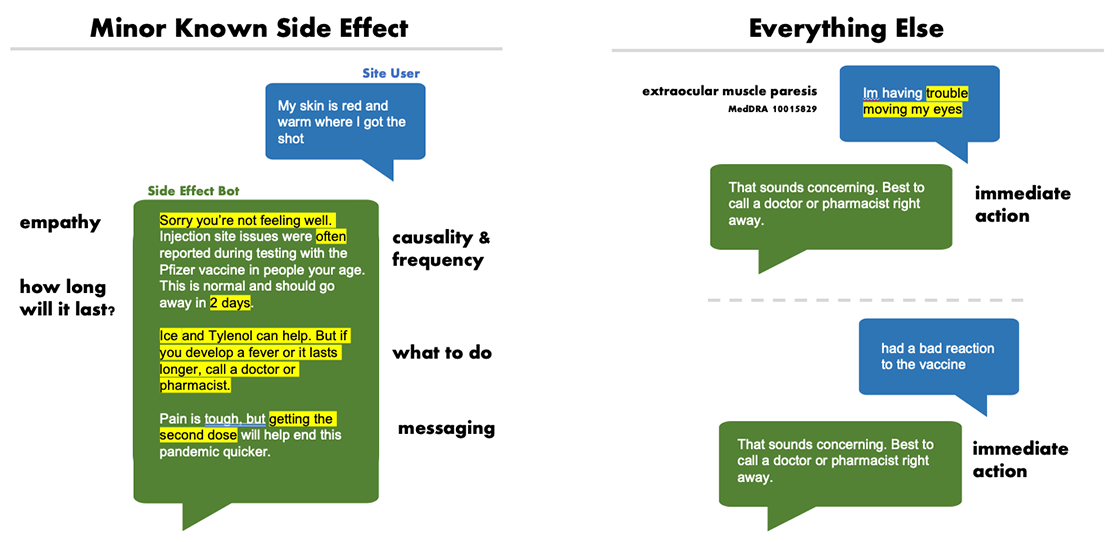 Minor Known Side Effect
Site User
My skin is red and
warm where I got the
shot
Side Effect Bot
empathy
how long
will it last?
Sorry you're not feeling well.
Injection site issues were often
reported during testing with the
Pfizer vaccine in people your age.
This is normal and should go
away in 2 days.
Ice and Tylenol can help. But if
you develop a fever or it lasts
longer, call a doctor or
pharmacist.
Pain is tough, but getting the
second dose will help end this
pandemic quicker.
causality &
frequency
what to do
messaging
Everything Else
extraocular muscle paresis
MedDRA 10015829
Im having trouble
moving my eyes
That sounds concerning. Best to
call a doctor or pharmacist right
away.
immediate
action
had a bad reaction
to the vaccine
That sounds concerning. Best to
call a doctor or pharmacist right
away.
immediate
action